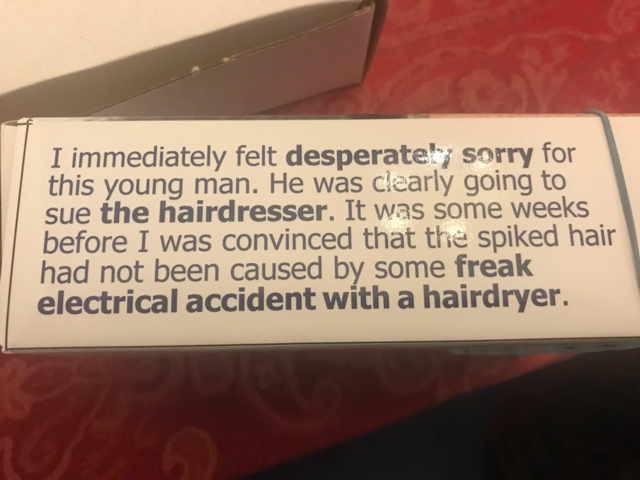 I immediately felt desperately sorry for
this young man. He was clearly going to
sue the hairdresser. It was some weeks
before I was convinced that the spiked hair
had not been caused by some freak
electrical accident with a hairdryer.